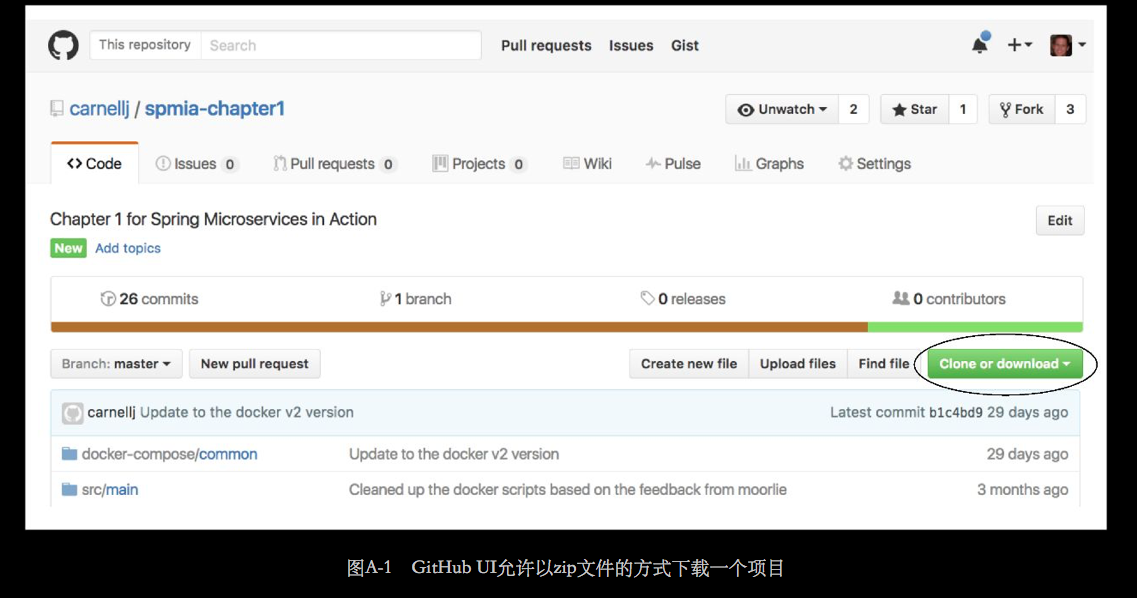 This repository Search Pull requests Issues Gist
carnellj / spmia-chapter1 Unwatch 2 Star 1 Fork 3
Code Issues 0 Pull requests 0 Projects 0 Wiki Pulse Graphs Settings
Chapter 1 for Spring Microservices in Action Edit
New Add topics
26 commits 1 branch 0 releases 0 contributors
Branch: master New pull request Create new file Upload files Find file Clone or download
carnellj Update to the docker v2 version Latest commit b1c4bd9 29 days ago
docker-compose/common Update to the docker v2 version 29 days ago
src/main Cleaned up the docker scripts based on the feedback from moorlie 3 months ago
图A-1 GitHub UI允许以zip文件的方式下载一个项目